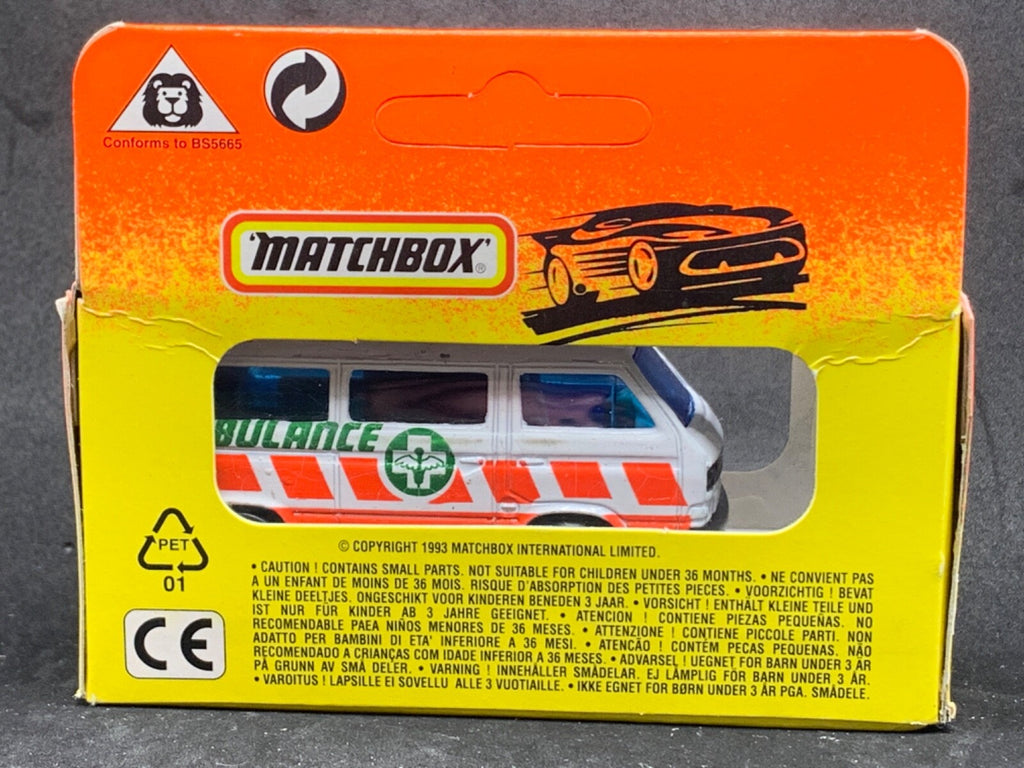 Conforms to BS5665
'MATCHBOX'®
BULANCE
PET
01
CE
© COPYRIGHT 1993 MATCHBOX INTERNATIONAL LIMITED.
• CAUTION ! CONTAINS SMALL PARTS. NOT SUITABLE FOR CHILDREN UNDER 36 MONTHS. • NE CONVIENT PAS
A UN ENFANT DE MOINS DE 36 MOIS. RISQUE D'ABSORPTION DES PETITES PIECES. • VOORZICHTIG ! BEVAT
KLEINE DEELTJES. ONGESCHIKT VOOR KINDEREN BENEDEN 3 JAAR. • VORSICHT ! ENTHÄLT KLEINE TEILE UND
IST NUR FÜR KINDER AB 3 JAHRE GEEIGNET. • ATENCION ! CONTIENE PIEZAS PEQUEÑAS. NO
RECOMENDABLE PAEA NIÑOS MENORES DE 36 MESES. • ATTENZIONE ! CONTIENE PICCOLE PARTI. NON
ADATTO PER BAMBINI DI ETA' INFERIORE A 36 MESI. • ATENCÃO ! CONTÉM PECAS PEQUENAS. NÃO
RECOMENDADO A CRIANÇAS COM IDADE INFERIOR A 36 MESES. • ADVARSEL ! UEGNET FOR BARN UNDER 3 ÅR
PÅ GRUNN AV SMÅ DELER. • VARNING ! INNEHÅLLER SMÅDELAR. EJ LÄMPLIG FÖR BARN UNDER 3 ÅR
• VAROITUS ! LAPSILLE EI SOVELLU ALLE 3 VUOTIAILLE. • IKKE EGNET FOR BØRN UNDER 3 ÅR PGA. SMÅDELE.